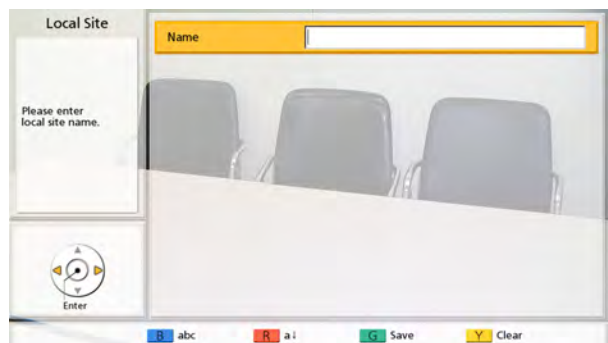 Local Site
Name
Please enter
local site name.
Enter
B abc R a↓ G Save Y Clear